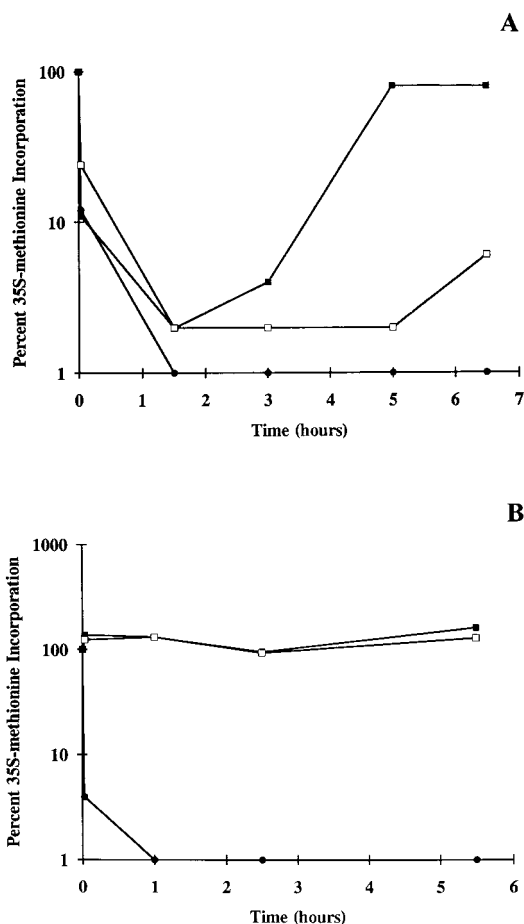 A
Percent 35S-methionine Incorporation
100
10
1
0 1 2 3 4 5 6 7
Time (hours)
B
Percent 35S-methionine Incorporation
1000
100
10
1
0 1 2 3 4 5 6
Time (hours)